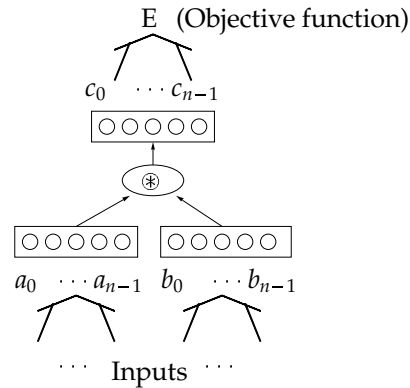 E (Objective function)
c₀ ··· cₙ₋₁
⊛
a₀ ··· aₙ₋₁ b₀ ··· bₙ₋₁
··· Inputs ···